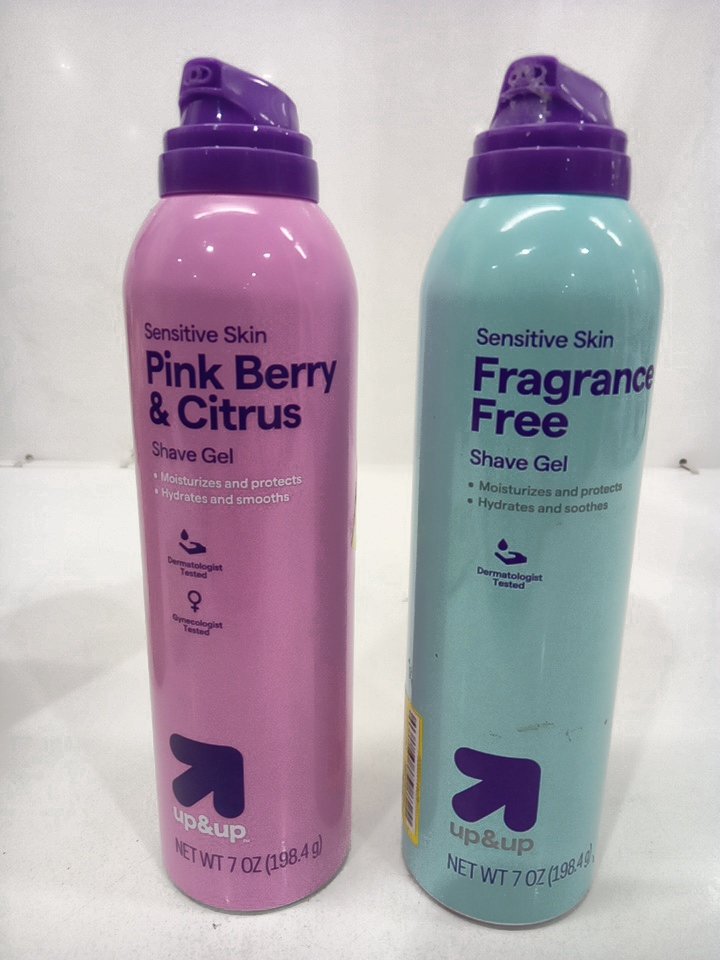 Sensitive Skin
Pink Berry
& Citrus
Shave Gel
• Moisturizes and protects
• Hydrates and smooths
Dermatologist
Tested
Gynecologist
Tested
up&up™
NET WT 7 OZ (198.4 g)
Sensitive Skin
Fragrance
Free
Shave Gel
• Moisturizes and protects
• Hydrates and soothes
Dermatologist
Tested
up&up
NET WT 7 OZ (198.4 g)